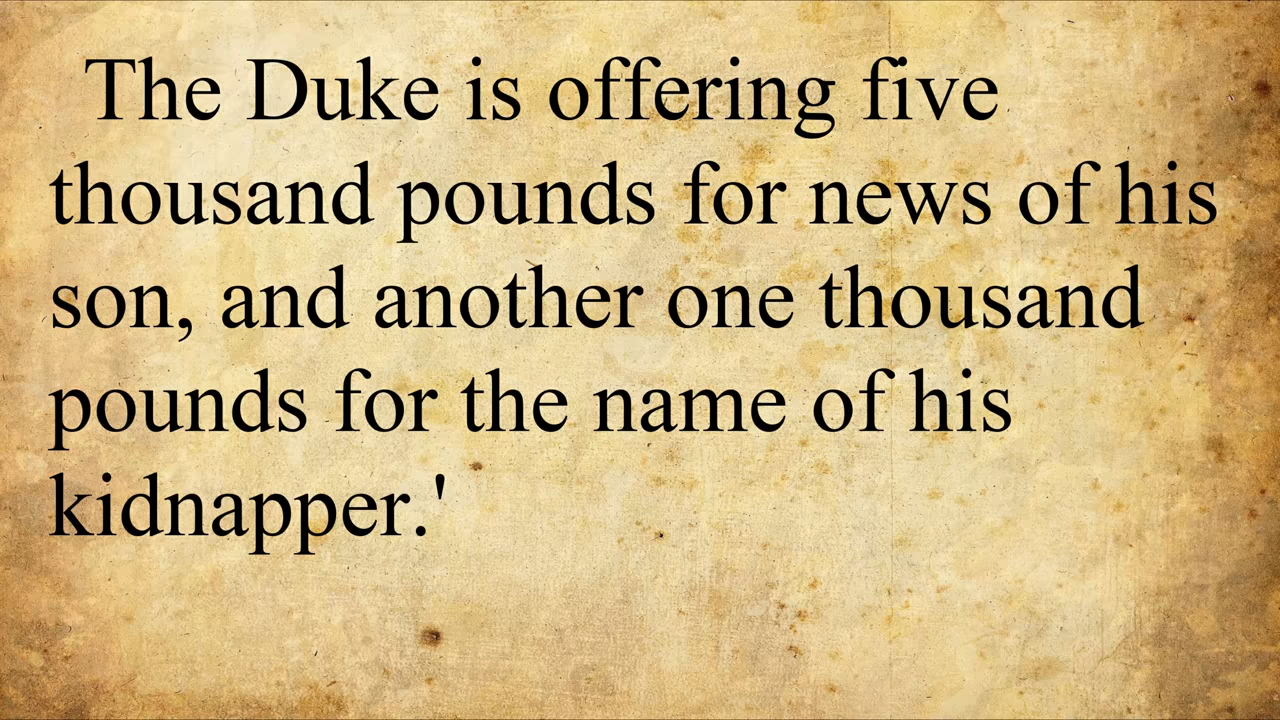 The Duke is offering five
thousand pounds for news of his
son, and another one thousand
pounds for the name of his
kidnapper.'